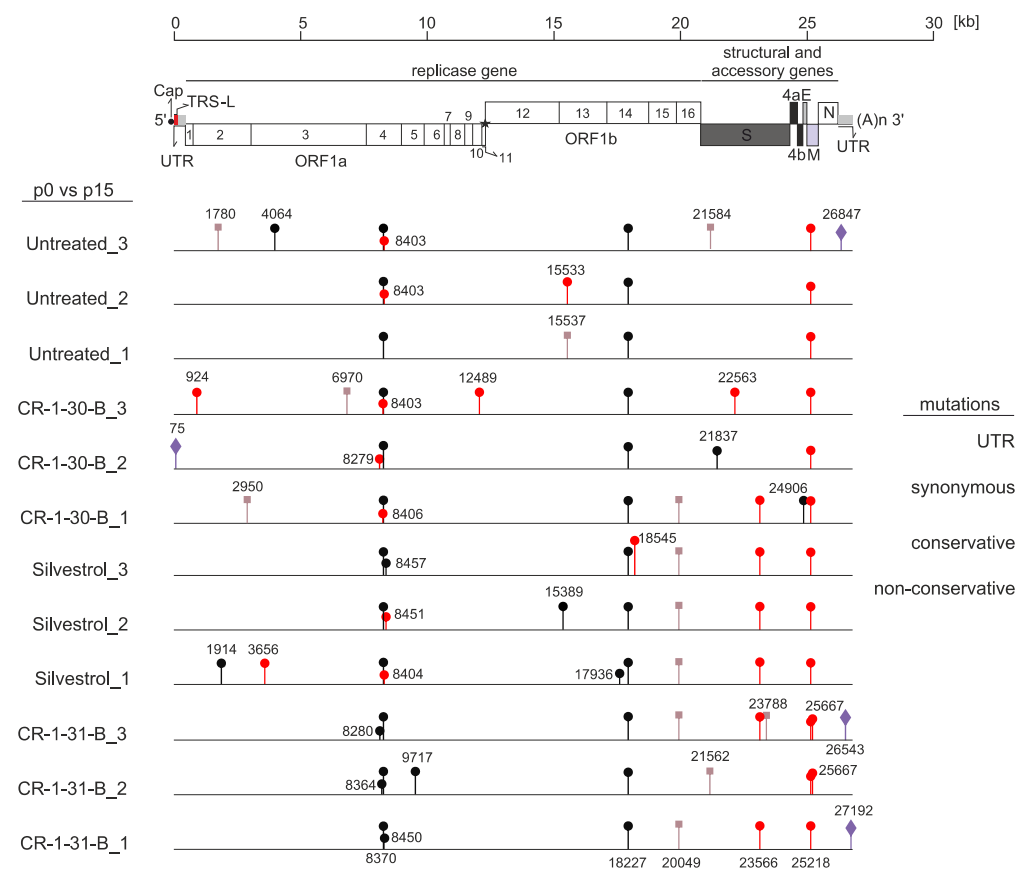 0 5 10 15 20 25 30 [kb]
structural and
replicase gene accessory genes
Cap TRS-L 7 9 4a E
5' 1 2 3 4 5 6 8 12 13 14 15 16 S N (A)n 3'
UTR ORF1a 10 11 ORF1b 4b M UTR
p0 vs p15
1780 4064 21584 26847
Untreated_3 8403
15533
Untreated_2 8403
15537
Untreated_1
924 6970 12489 22563
CR-1-30-B_3 8403
mutations
75 21837
UTR
CR-1-30-B_2 8279
2950 24906
synonymous
CR-1-30-B_1 8406
18545
conservative
Silvestrol_3 8457
15389
non-conservative
Silvestrol_2 8451
1914 3656
Silvestrol_1 8404 17936
23788 25667
CR-1-31-B_3 8280 26543
9717 21562 25667
CR-1-31-B_2 8364
27192
CR-1-31-B_1 8450
8370 18227 20049 23566 25218